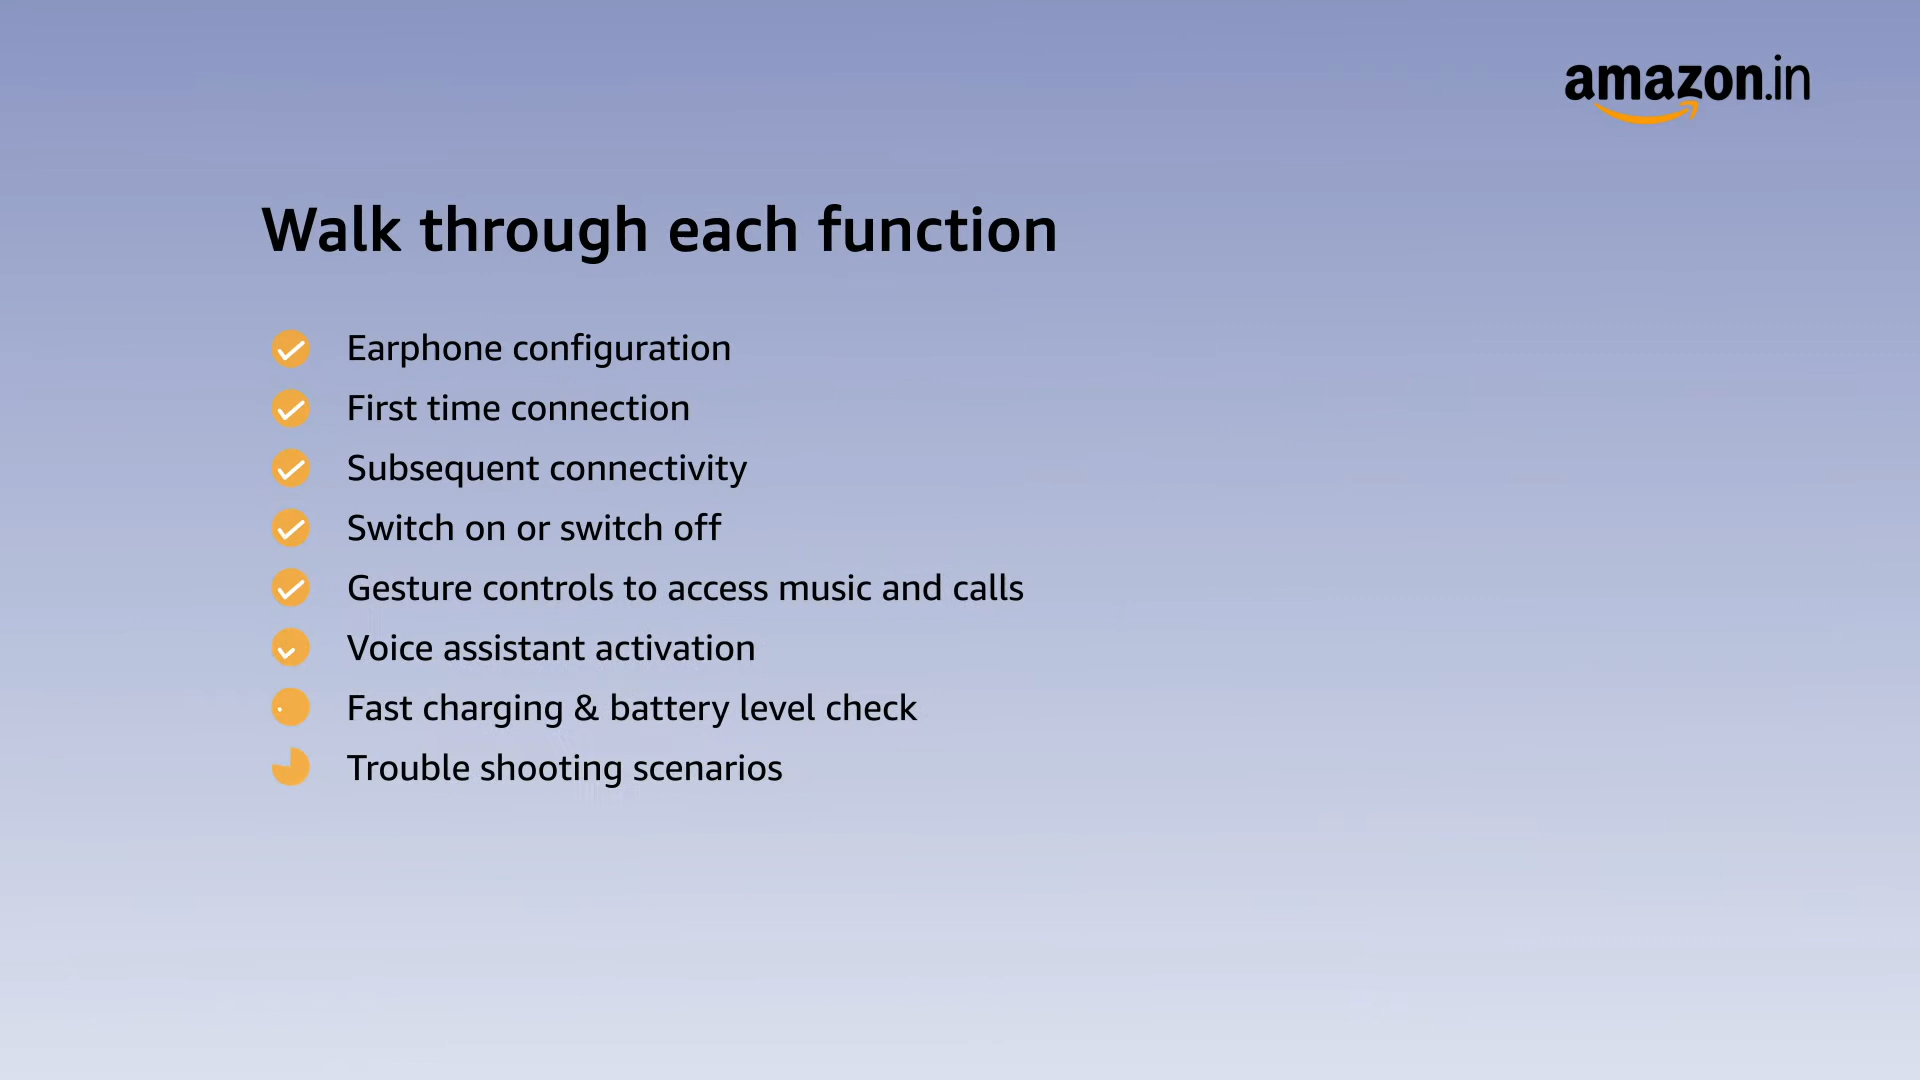 amazon.in
Walk through each function
Earphone configuration
First time connection
Subsequent connectivity
Switch on or switch off
Gesture controls to access music and calls
Voice assistant activation
Fast charging & battery level check
Trouble shooting scenarios